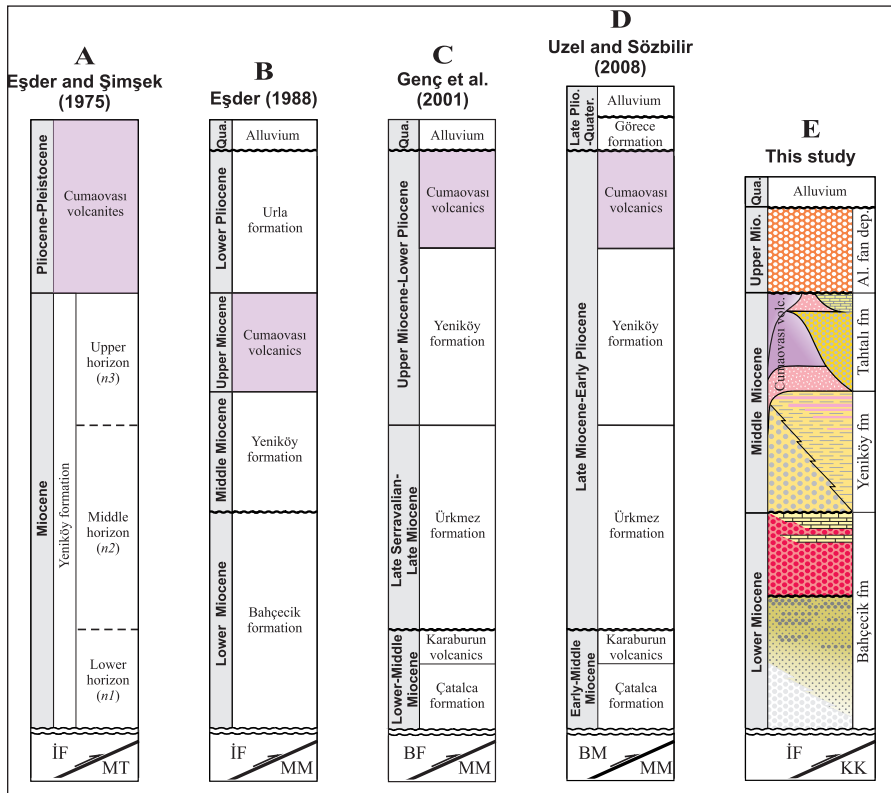 A
Eşder and Şimşek
(1975)
Pliocene-Pleistocene
Cumaovası
volcanites
Miocene
Yeniköy formation
Upper
horizon
(n3)
Middle
horizon
(n2)
Lower
horizon
(n1)
İF
MT
B
Eşder (1988)
Qua.
Alluvium
Lower Pliocene
Urla
formation
Upper Miocene
Cumaovası
volcanics
Middle Miocene
Yeniköy
formation
Lower Miocene
Bahçecik
formation
İF
MM
C
Genç et al.
(2001)
Qua.
Alluvium
Upper Miocene-Lower Pliocene
Cumaovası
volcanics
Yeniköy
formation
Late Serravalian-
Late Miocene
Ürkmez
formation
Lower-Middle
Miocene
Karaburun
volcanics
Çatalca
formation
BF
MM
D
Uzel and Sözbilir
(2008)
Late Plio.
-Quater.
Alluvium
Görece
formation
Late Miocene-Early Pliocene
Cumaovası
volcanics
Yeniköy
formation
Ürkmez
formation
Early-Middle
Miocene
Karaburun
volcanics
Çatalca
formation
BM
MM
E
This study
Qua.
Alluvium
Upper Mio.
Al. fan dep.
Middle Miocene
Cumaovası volc.
Tahtalı fm
Yeniköy fm
Lower Miocene
Bahçecik fm
İF
KK